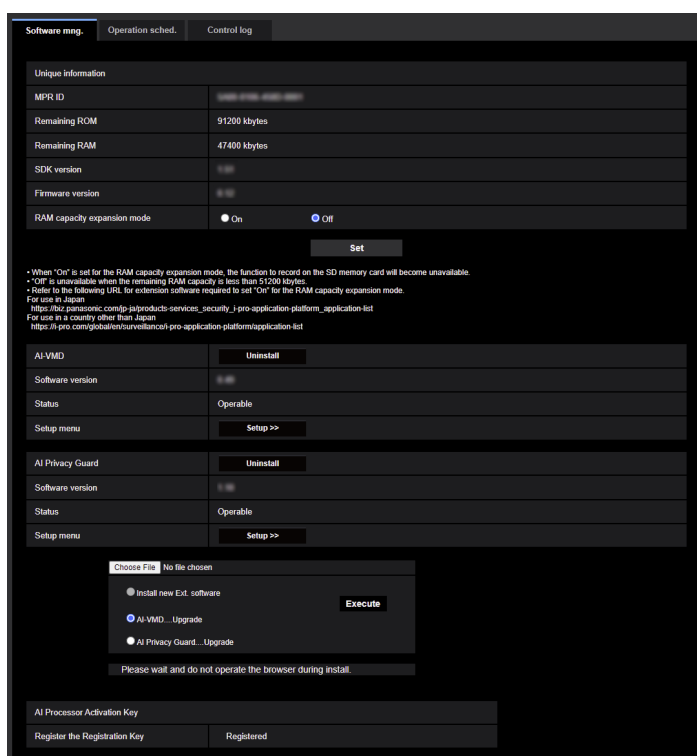 Software mng. Operation sched. Control log
Unique information
MPR ID
Remaining ROM 91200 kbytes
Remaining RAM 47400 kbytes
SDK version
Firmware version
RAM capacity expansion mode On Off
Set
• When "On" is set for the RAM capacity expansion mode, the function to record on the SD memory card will become unavailable.
• "Off" is unavailable when the remaining RAM capacity is less than 51200 kbytes.
• Refer to the following URL for extension software required to set "On" for the RAM capacity expansion mode.
For use in Japan
https://biz.panasonic.com/jp-ja/products-services_security_i-pro-application-platform_application-list
For use in a country other than Japan
https://i-pro.com/global/en/surveillance/i-pro-application-platform/application-list
AI-VMD Uninstall
Software version
Status Operable
Setup menu Setup >>
AI Privacy Guard Uninstall
Software version
Status Operable
Setup menu Setup >>
Choose File No file chosen
Install new Ext. software
Execute
AI-VMD....Upgrade
AI Privacy Guard....Upgrade
Please wait and do not operate the browser during install.
AI Processor Activation Key
Register the Registration Key Registered